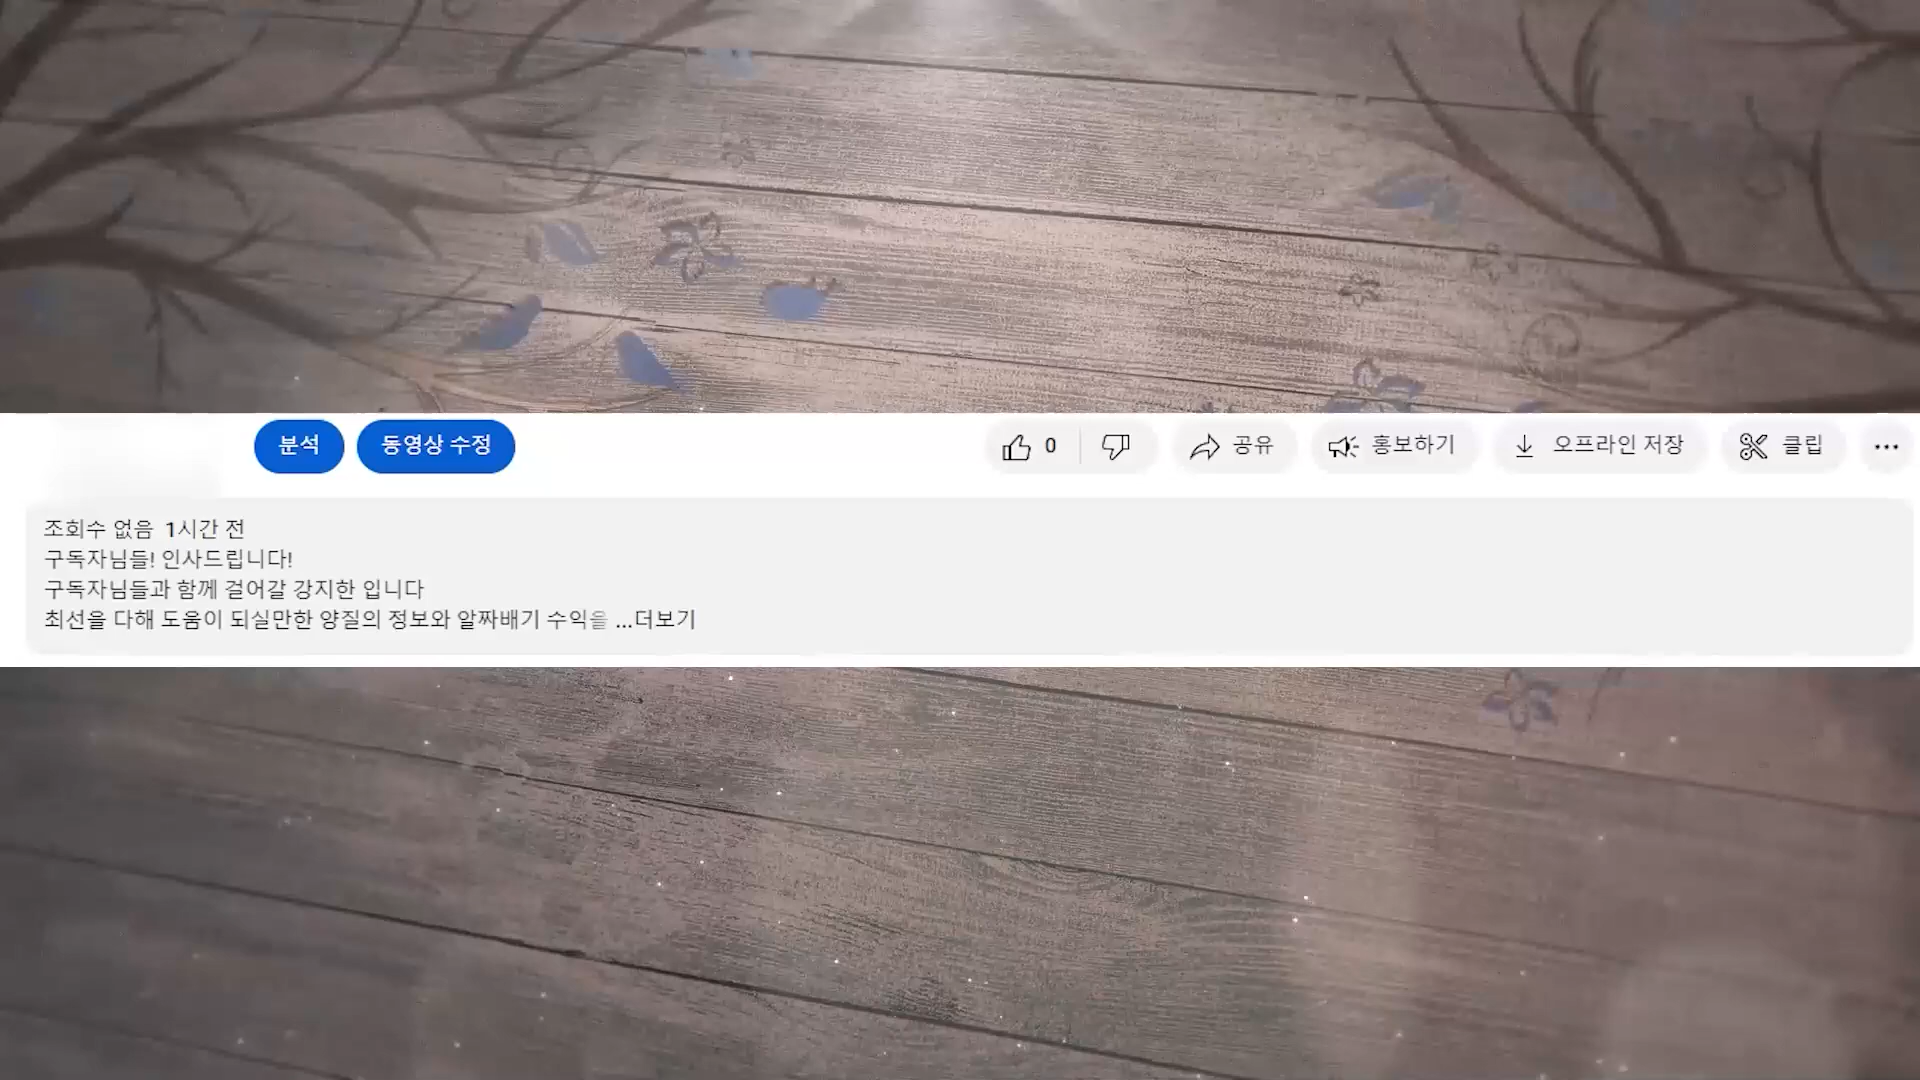 분석 동영상 수정 0 공유 홍보하기 오프라인 저장 클립
조회수 없음 1시간 전
구독자님들! 인사드립니다!
구독자님들과 함께 걸어갈 강지한 입니다
최선을 다해 도움이 되실만한 양질의 정보와 알짜배기 수익을 ...더보기